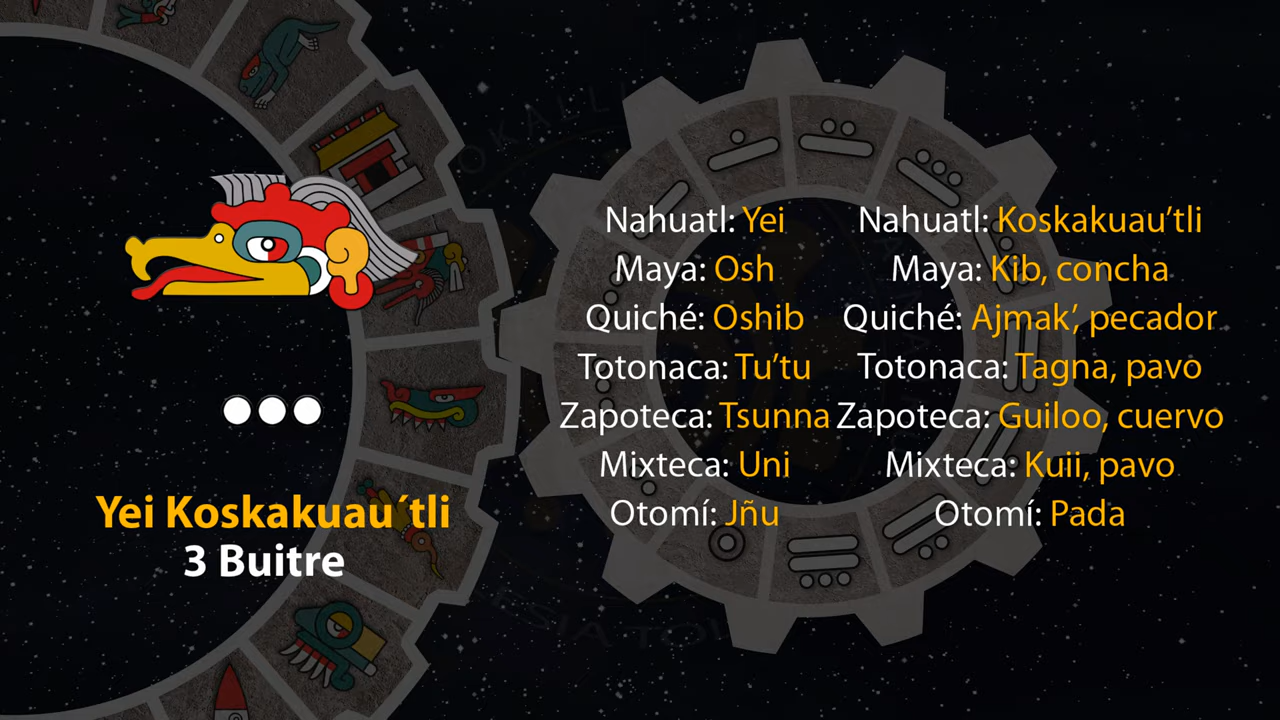 Yei Koskakuau´tli
3 Buitre
Nahuatl: Yei
Maya: Osh
Quiché: Oshib
Totonaca: Tu’tu
Zapoteca: Tsunna
Mixteca: Uni
Otomí: Jñu
Nahuatl: Koskakuau’tli
Maya: Kib, concha
Quiché: Ajmak’, pecador
Totonaca: Tagna, pavo
Zapoteca: Guiloo, cuervo
Mixteca: Kuii, pavo
Otomí: Pada